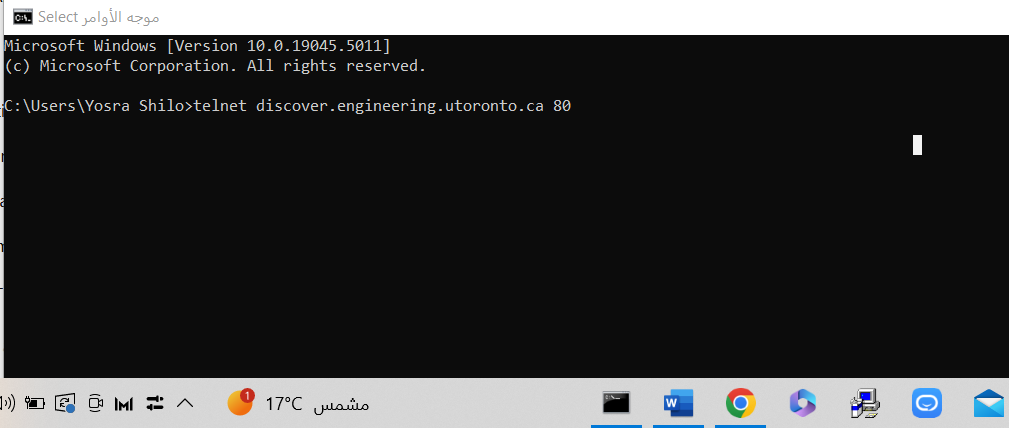 Select موجه الأوامر
Microsoft Windows [Version 10.0.19045.5011]
(c) Microsoft Corporation. All rights reserved.
C:\Users\Yosra Shilo>telnet discover.engineering.utoronto.ca 80
1
17°C مشمس